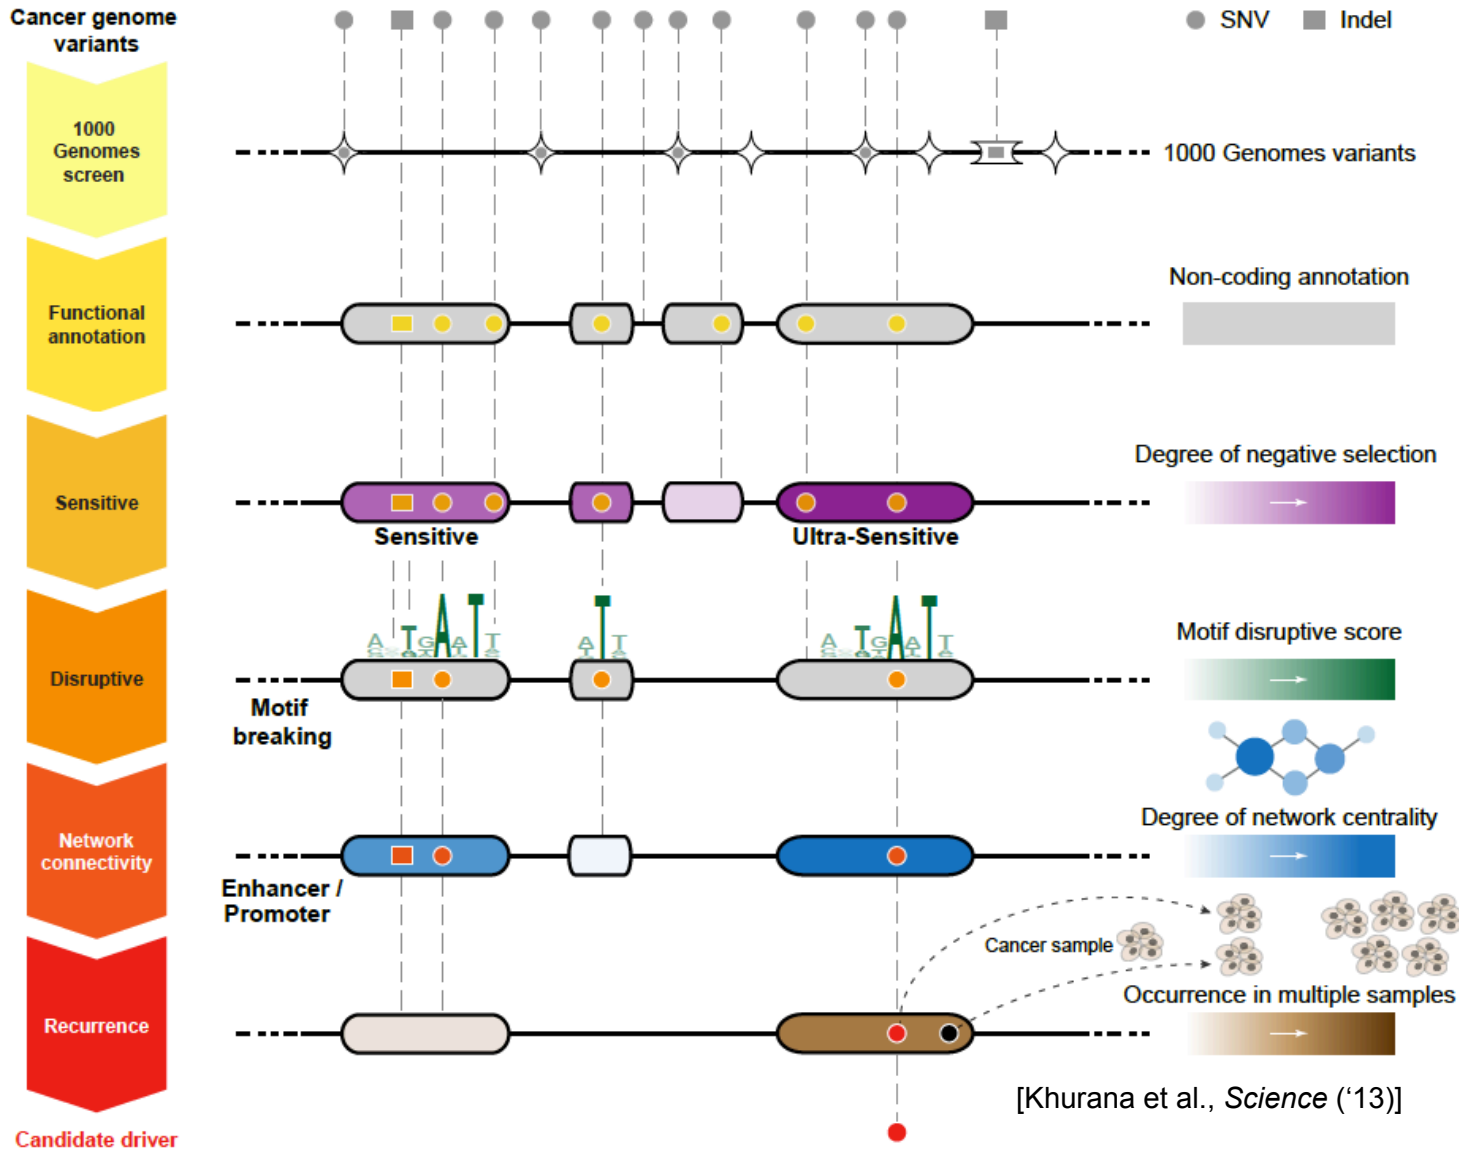 Cancer genome
variants
SNV
Indel
1000
Genomes
screen
1000 Genomes variants
Functional
annotation
Non-coding annotation
Sensitive
Degree of negative selection
Sensitive
Ultra-Sensitive
Disruptive
A T G A A T T
A T T
A T G A A T T
Motif disruptive score
Motif
breaking
Network
connectivity
Degree of network centrality
Enhancer /
Promoter
Cancer sample
Recurrence
Occurrence in multiple samples
[Khurana et al., Science (‘13)]
Candidate driver